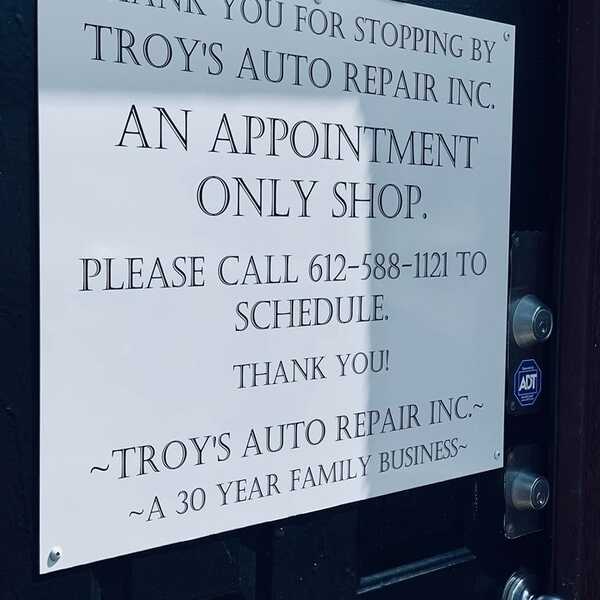 THANK YOU FOR STOPPING BY
TROY'S AUTO REPAIR INC.
AN APPOINTMENT
ONLY SHOP.
PLEASE CALL 612-588-1121 TO
SCHEDULE.
THANK YOU!
~TROY'S AUTO REPAIR INC.~
~A 30 YEAR FAMILY BUSINESS~
ADT